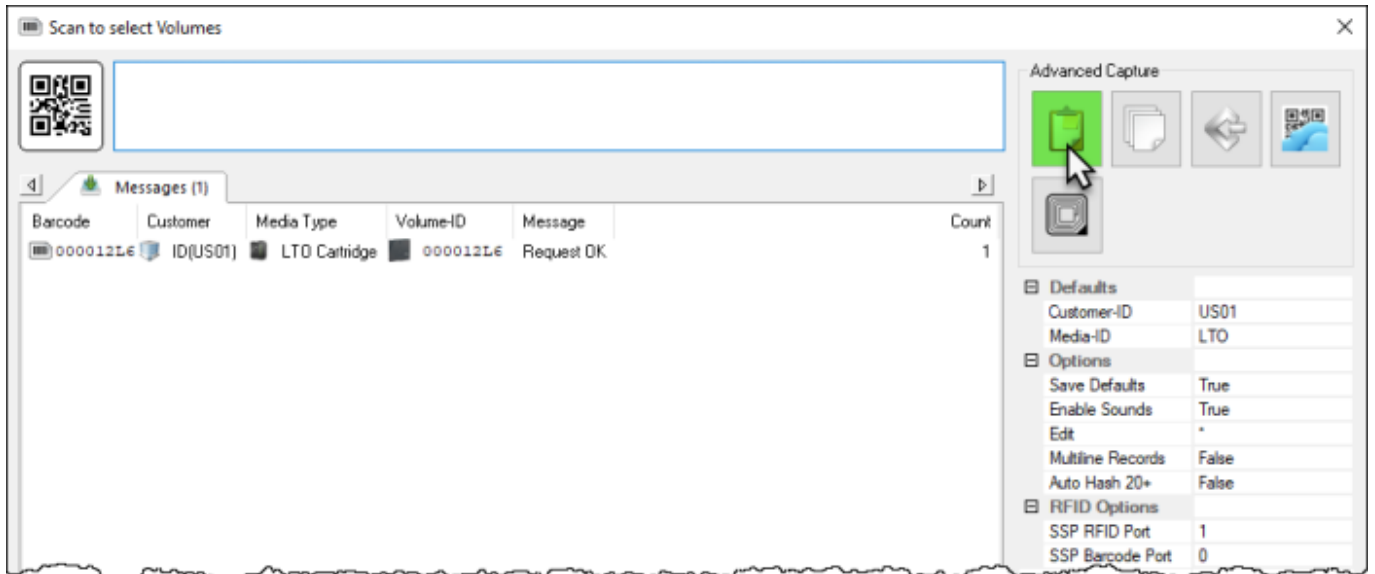 Scan to select Volumes
Advanced Capture
Messages (1)
Barcode Customer Media Type Volume-ID Message Count
000012L6 ID(US01) LTO Cartridge 000012L6 Request OK 1
Defaults
Customer-ID US01
Media-ID LTO
Options
Save Defaults True
Enable Sounds True
Edit *
Multiline Records False
Auto Hash 20+ False
RFID Options
SSP RFID Port 1
SSP Barcode Port 0